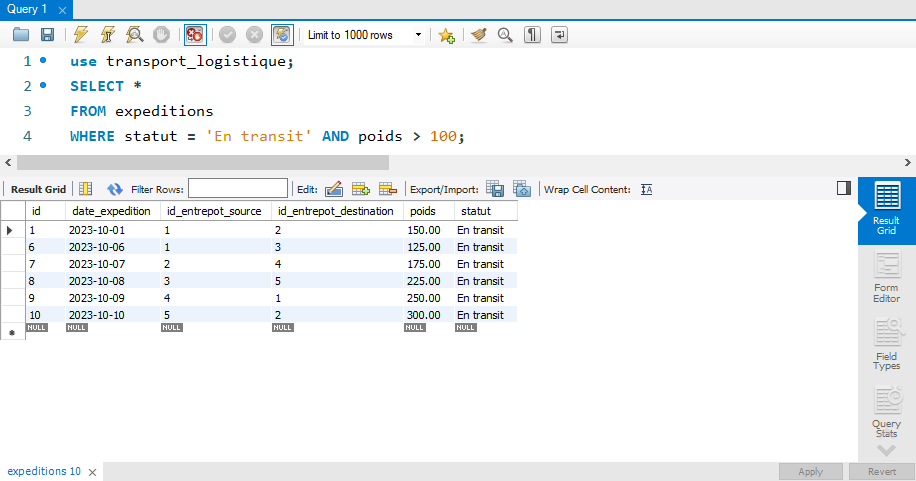 Query 1
Limit to 1000 rows
1 use transport_logistique;
2 SELECT *
3 FROM expeditions
4 WHERE statut = 'En transit' AND poids > 100;
Result Grid Filter Rows: Edit: Export/Import: Wrap Cell Content: IA
id date_expedition id_entrepot_source id_entrepot_destination poids statut
1 2023-10-01 1 2 150.00 En transit
6 2023-10-06 1 3 125.00 En transit
7 2023-10-07 2 4 175.00 En transit
8 2023-10-08 3 5 225.00 En transit
9 2023-10-09 4 1 250.00 En transit
10 2023-10-10 5 2 300.00 En transit
NULL NULL NULL NULL NULL NULL
Result
Grid
Form
Editor
Field
Types
Query
Stats
expeditions 10
Apply Revert